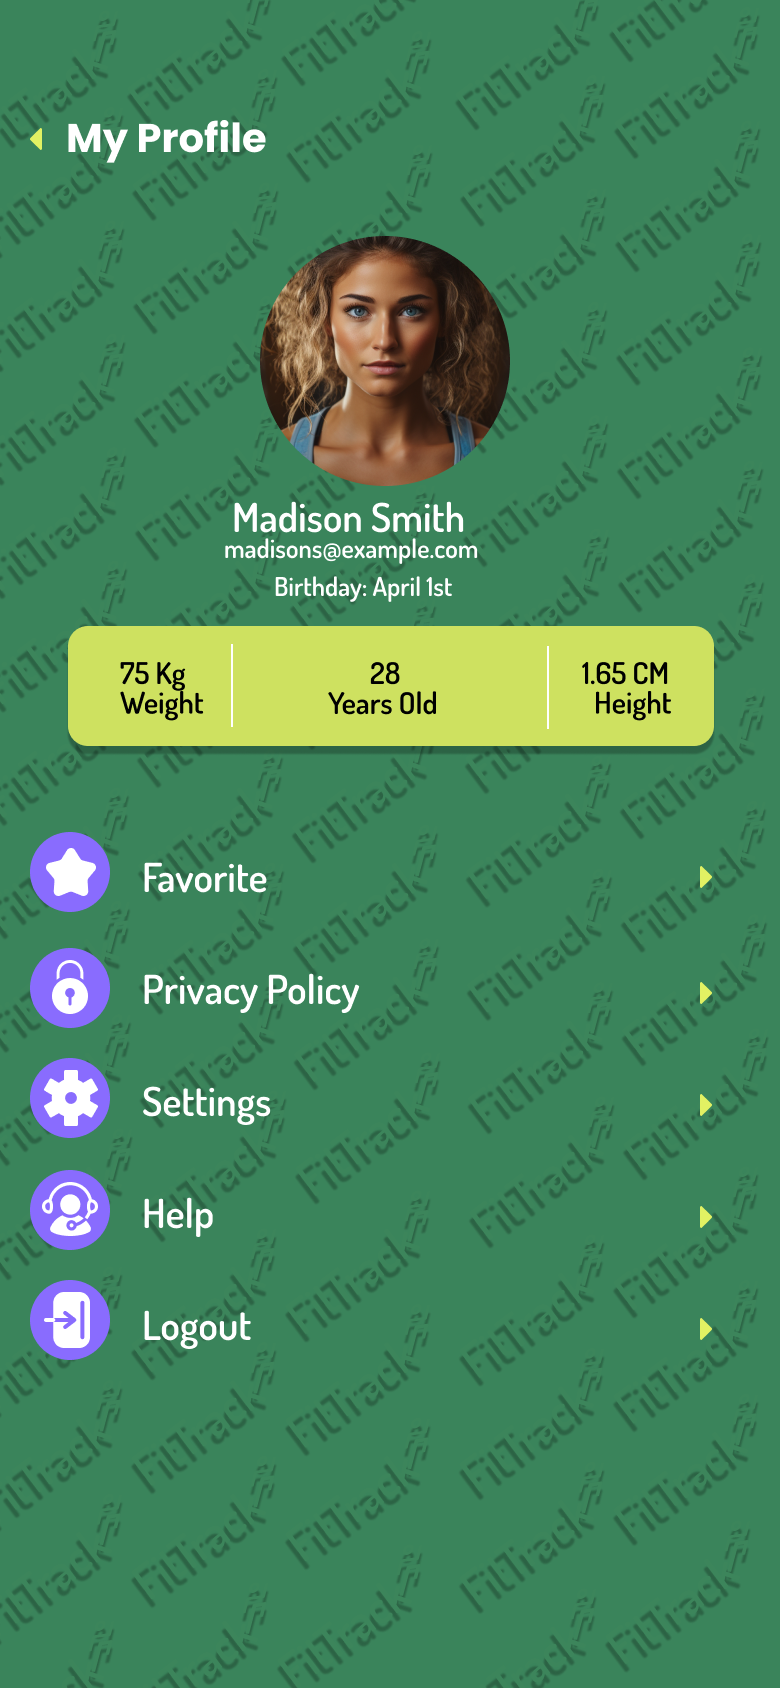 My Profile
Madison Smith
madisons@example.com
Birthday: April 1st
75 Kg
Weight
28
Years Old
1.65 CM
Height
Favorite
Privacy Policy
Settings
Help
Logout